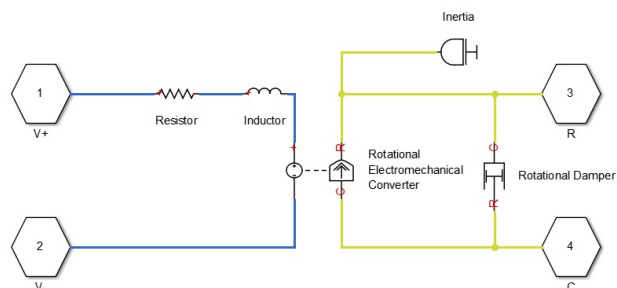 Inertia
1
V+
Resistor
Inductor
3
R
+
R
C
Rotational
Electromechanical
Converter
C
R
Rotational Damper
2
V-
4
C